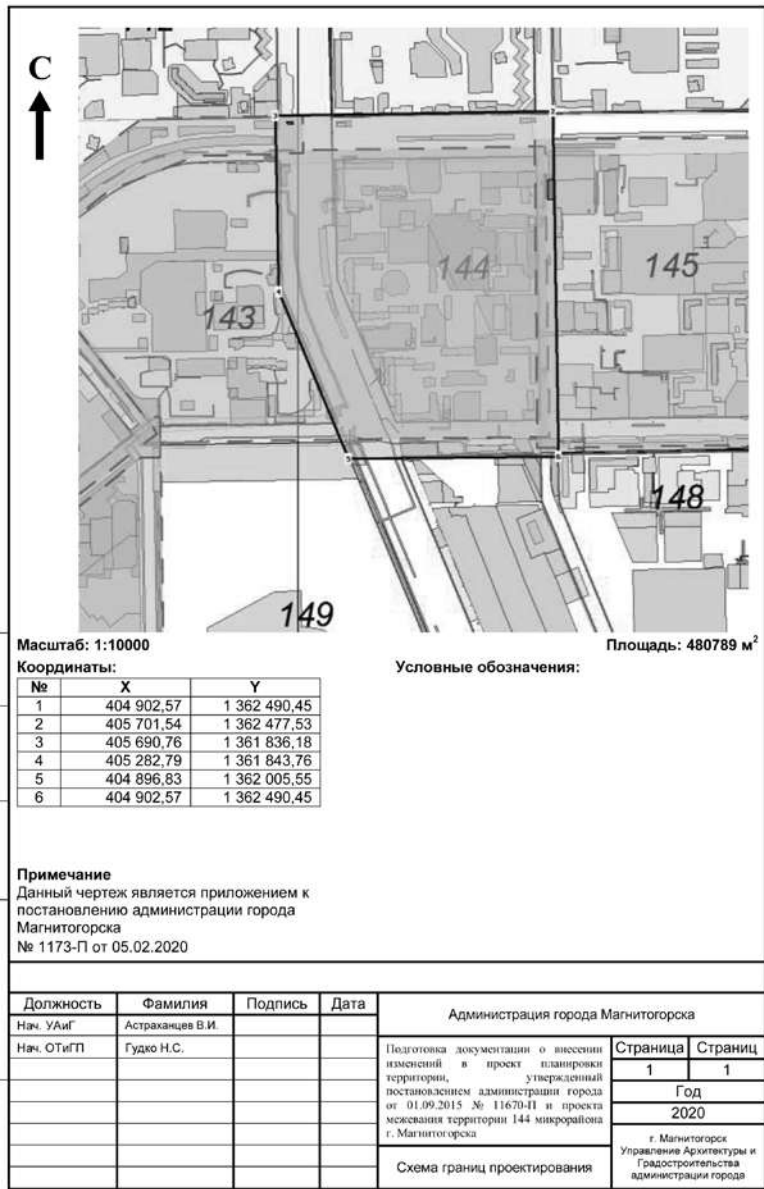 С
3
2
144
145
4
143
5
1
148
149
Масштаб: 1:10000
Площадь: 480789 м²
Координаты:
Условные обозначения:
№ X Y
1 404 902,57 1 362 490,45
2 405 701,54 1 362 477,53
3 405 690,76 1 361 836,18
4 405 282,79 1 361 843,76
5 404 896,83 1 362 005,55
6 404 902,57 1 362 490,45
Примечание
Данный чертеж является приложением к
постановлению администрации города
Магнитогорска
№ 1173-П от 05.02.2020
Должность Фамилия Подпись Дата
Нач. УАиГ Астраханцев В.И.
Нач. ОТиГП Гудко Н.С.
Администрация города Магнитогорска
Подготовка документации о внесении
изменений в проект планировки
территории, утвержденный
постановлением администрации города
от 01.09.2015 № 11670-П и проекта
межевания территории 144 микрорайона
г. Магнитогорска
Страница Страниц
1 1
Год
2020
Схема границ проектирования
г. Магнитогорск
Управление Архитектуры и
Градостроительства
администрации города